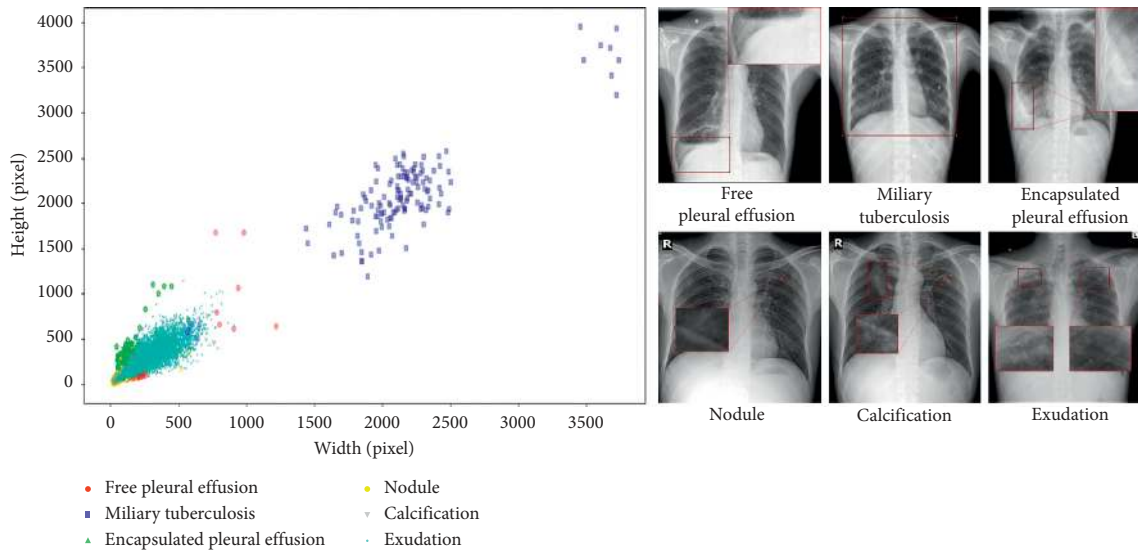 4000
3500
3000
2500
2000
1500
1000
500
0
Height (pixel)
0
500
1000
1500
2000
2500
3000
3500
Width (pixel)
Free pleural effusion
Miliary tuberculosis
Encapsulated pleural effusion
Nodule
Calcification
Exudation
Free
pleural effusion
Miliary
tuberculosis
Encapsulated
pleural effusion
R
R
Nodule
Calcification
Exudation